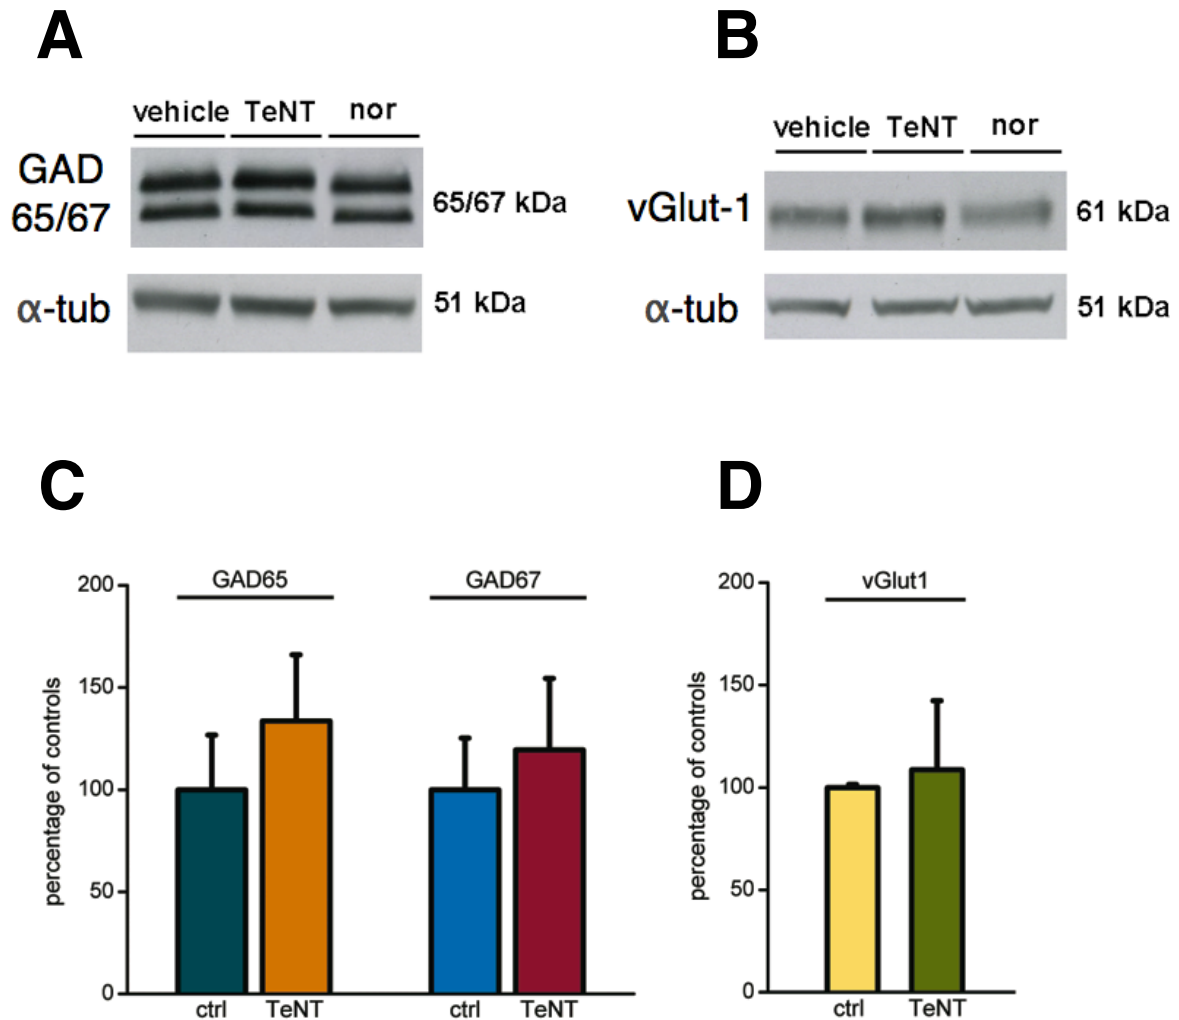 A
B
vehicle TeNT nor
GAD
65/67
65/67 kDa
α-tub
51 kDa
vehicle TeNT nor
vGlut-1
61 kDa
α-tub
51 kDa
C
D
GAD65
GAD67
percentage of controls
200
150
100
50
0
ctrl TeNT ctrl TeNT
vGlut1
percentage of controls
200
150
100
50
0
ctrl TeNT